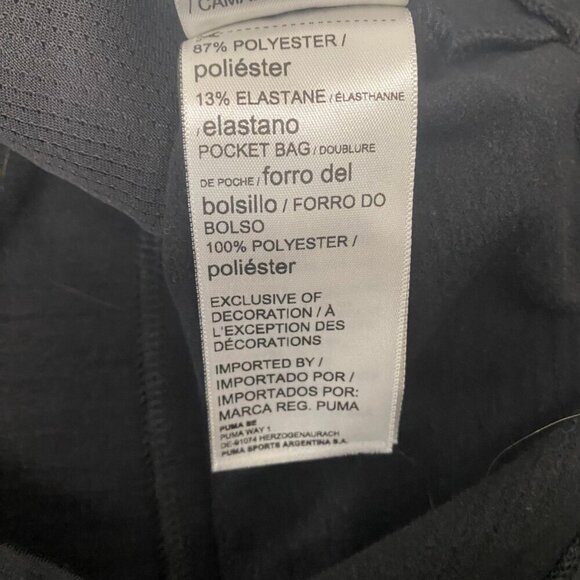 / CAMA
87% POLYESTER /
poliéster
13% ELASTANE / ÉLASTHANNE
/ elastano
POCKET BAG / DOUBLURE
DE POCHE / forro del
bolsillo / FORRO DO
BOLSO
100% POLYESTER /
poliéster
EXCLUSIVE OF
DECORATION / À
L'EXCEPTION DES
DÉCORATIONS
IMPORTED BY /
IMPORTADO POR /
IMPORTADOS POR:
MARCA REG. PUMA
PUMA SE
PUMA WAY 1
DE-91074 HERZOGENAURACH
PUMA SPORTS ARGENTINA S.A.